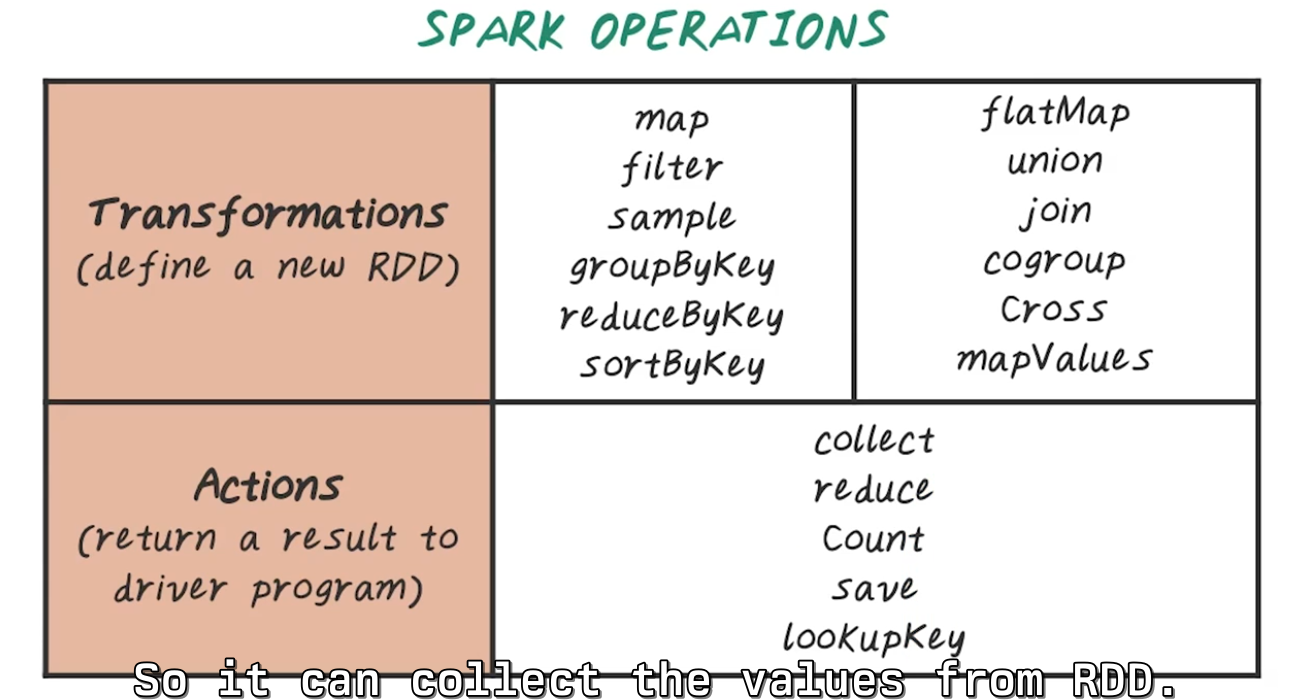 SPARK OPERATIONS
Transformations
(define a new RDD)
map
filter
sample
groupByKey
reduceByKey
sortByKey
flatMap
union
join
cogroup
Cross
mapValues
Actions
(return a result to
driver program)
collect
reduce
Count
save
lookupKey
So it can collect the values from RDD.